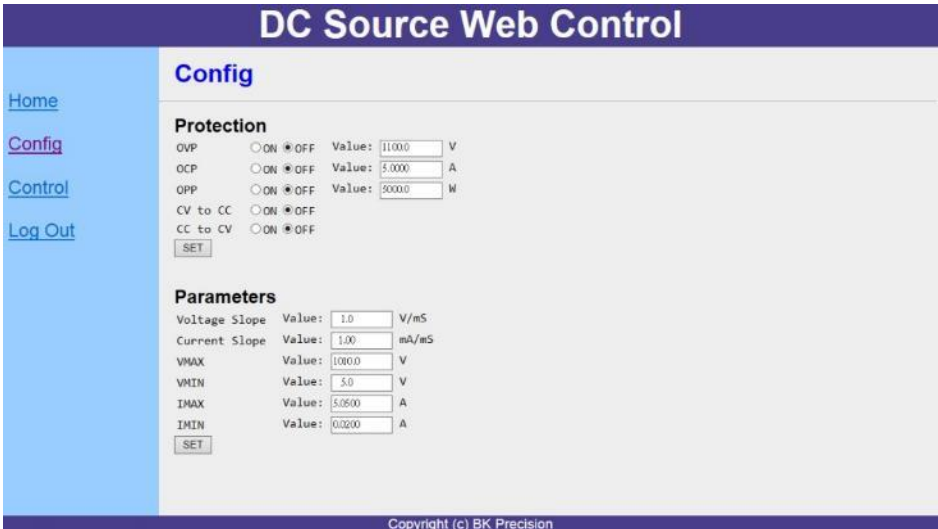 DC Source Web Control
Home
Config
Control
Log Out
Config
Protection
OVP ON OFF Value: 1100.0 V
OCP ON OFF Value: 5.0000 A
OPP ON OFF Value: 5000.0 W
CV to CC ON OFF
CC to CV ON OFF
SET
Parameters
Voltage Slope Value: 1.0 V/mS
Current Slope Value: 1.00 mA/mS
VMAX Value: 1010.0 V
VMIN Value: 5.0 V
IMAX Value: 5.0500 A
IMIN Value: 0.0200 A
SET
Copyright (c) BK Precision